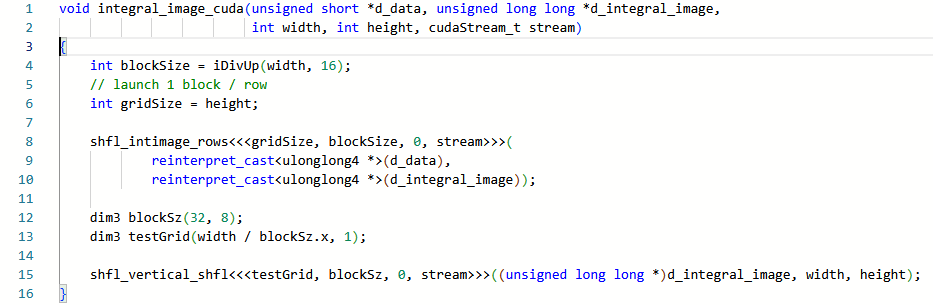 1 void integral_image_cuda(unsigned short *d_data, unsigned long long *d_integral_image,
2                         int width, int height, cudaStream_t stream)
3 {
4     int blockSize = iDivUp(width, 16);
5     // launch 1 block / row
6     int gridSize = height;
7
8     shfl_intimage_rows<<<gridSize, blockSize, 0, stream>>>(
9             reinterpret_cast<ulonglong4 *>(d_data),
10             reinterpret_cast<ulonglong4 *>(d_integral_image));
11
12     dim3 blockSz(32, 8);
13     dim3 testGrid(width / blockSz.x, 1);
14
15     shfl_vertical_shfl<<<testGrid, blockSz, 0, stream>>>((unsigned long long *)d_integral_image, width, height);
16 }